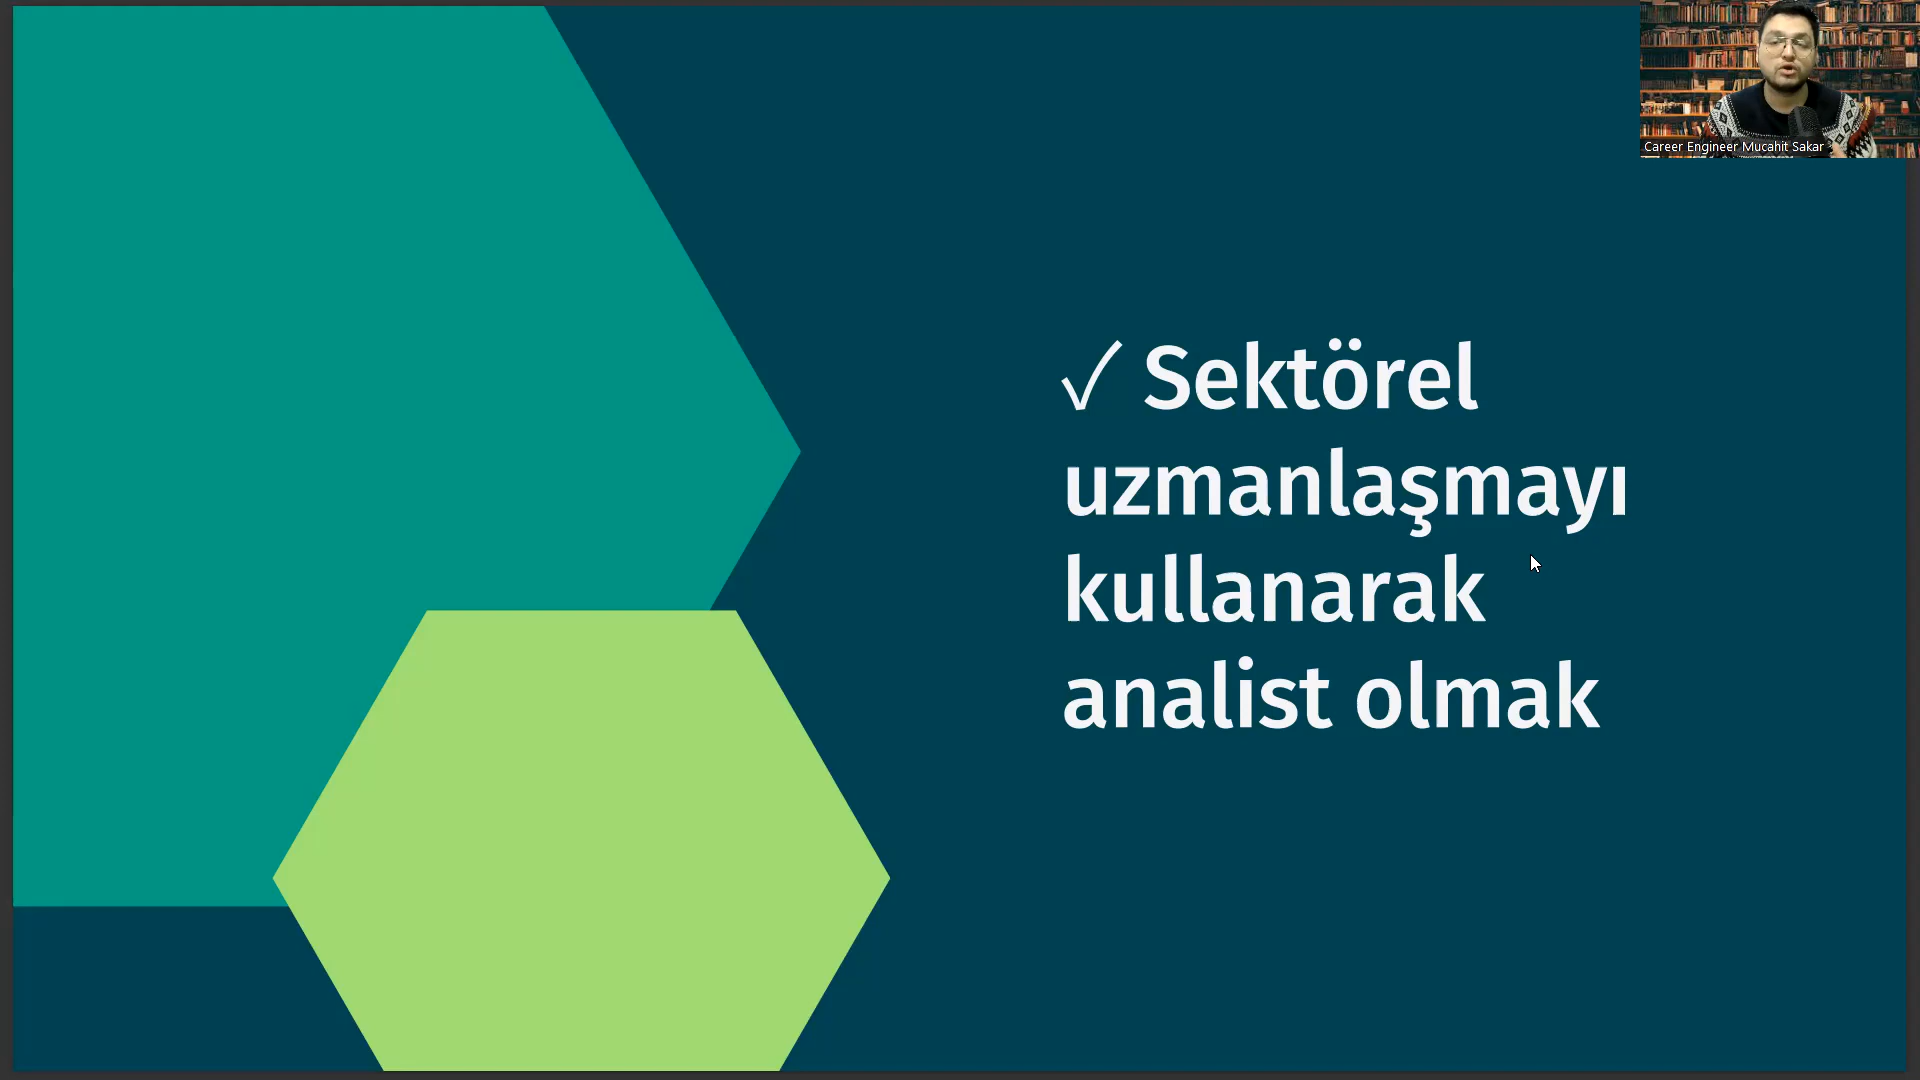 Career Engineer Mucahit Sakar
✓ Sektörel
uzmanlaşmayı
kullanarak
analist olmak